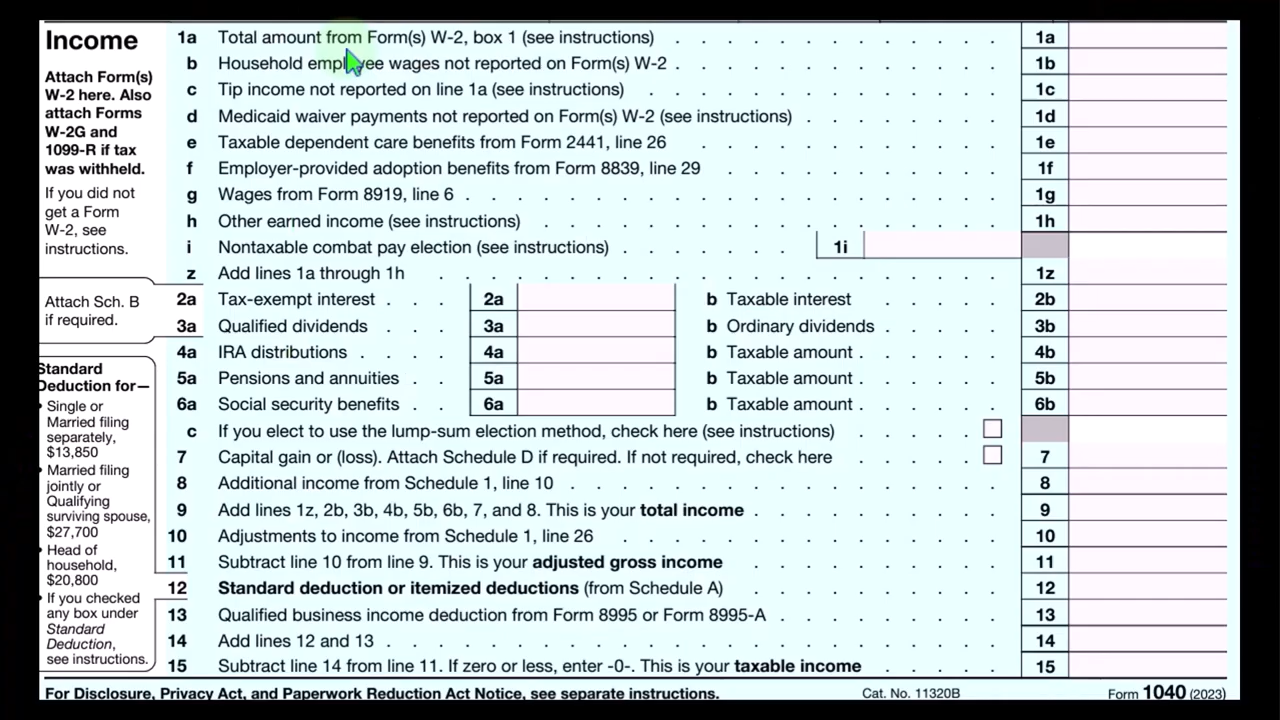 Income
Attach Form(s)
W-2 here. Also
attach Forms
W-2G and
1099-R if tax
was withheld.
If you did not
get a Form
W-2, see
instructions.
1a Total amount from Form(s) W-2, box 1 (see instructions) . . . . . . . . . . . . . 1a
b Household employee wages not reported on Form(s) W-2 . . . . . . . . . . . . . 1b
c Tip income not reported on line 1a (see instructions) . . . . . . . . . . . . . . 1c
d Medicaid waiver payments not reported on Form(s) W-2 (see instructions) . . . . . . . . 1d
e Taxable dependent care benefits from Form 2441, line 26 . . . . . . . . . . . . 1e
f Employer-provided adoption benefits from Form 8839, line 29 . . . . . . . . . . . 1f
g Wages from Form 8919, line 6 . . . . . . . . . . . . . . . . . . . . 1g
h Other earned income (see instructions) . . . . . . . . . . . . . . . . . . 1h
i Nontaxable combat pay election (see instructions) . . . . . . . 1i
z Add lines 1a through 1h . . . . . . . . . . . . . . . . . . . . . 1z
Attach Sch. B
if required.
2a Tax-exempt interest . . . 2a b Taxable interest . . . . . 2b
3a Qualified dividends . . . 3a b Ordinary dividends . . . . . 3b
4a IRA distributions . . . . 4a b Taxable amount . . . . . . 4b
5a Pensions and annuities . . 5a b Taxable amount . . . . . . 5b
6a Social security benefits . . 6a b Taxable amount . . . . . . 6b
c If you elect to use the lump-sum election method, check here (see instructions) . . . . .
7 Capital gain or (loss). Attach Schedule D if required. If not required, check here . . . . . 7
8 Additional income from Schedule 1, line 10 . . . . . . . . . . . . . . . . . 8
9 Add lines 1z, 2b, 3b, 4b, 5b, 6b, 7, and 8. This is your total income . . . . . . . . . . 9
10 Adjustments to income from Schedule 1, line 26 . . . . . . . . . . . . . . . 10
11 Subtract line 10 from line 9. This is your adjusted gross income . . . . . . . . . . 11
12 Standard deduction or itemized deductions (from Schedule A) . . . . . . . . . . 12
13 Qualified business income deduction from Form 8995 or Form 8995-A . . . . . . . . . 13
14 Add lines 12 and 13 . . . . . . . . . . . . . . . . . . . . . . . 14
15 Subtract line 14 from line 11. If zero or less, enter -0-. This is your taxable income . . . . . 15
Standard
Deduction for—
• Single or
Married filing
separately,
$13,850
• Married filing
jointly or
Qualifying
surviving spouse,
$27,700
• Head of
household,
$20,800
• If you checked
any box under
Standard
Deduction,
see instructions.
For Disclosure, Privacy Act, and Paperwork Reduction Act Notice, see separate instructions. Cat. No. 11320B Form 1040 (2023)